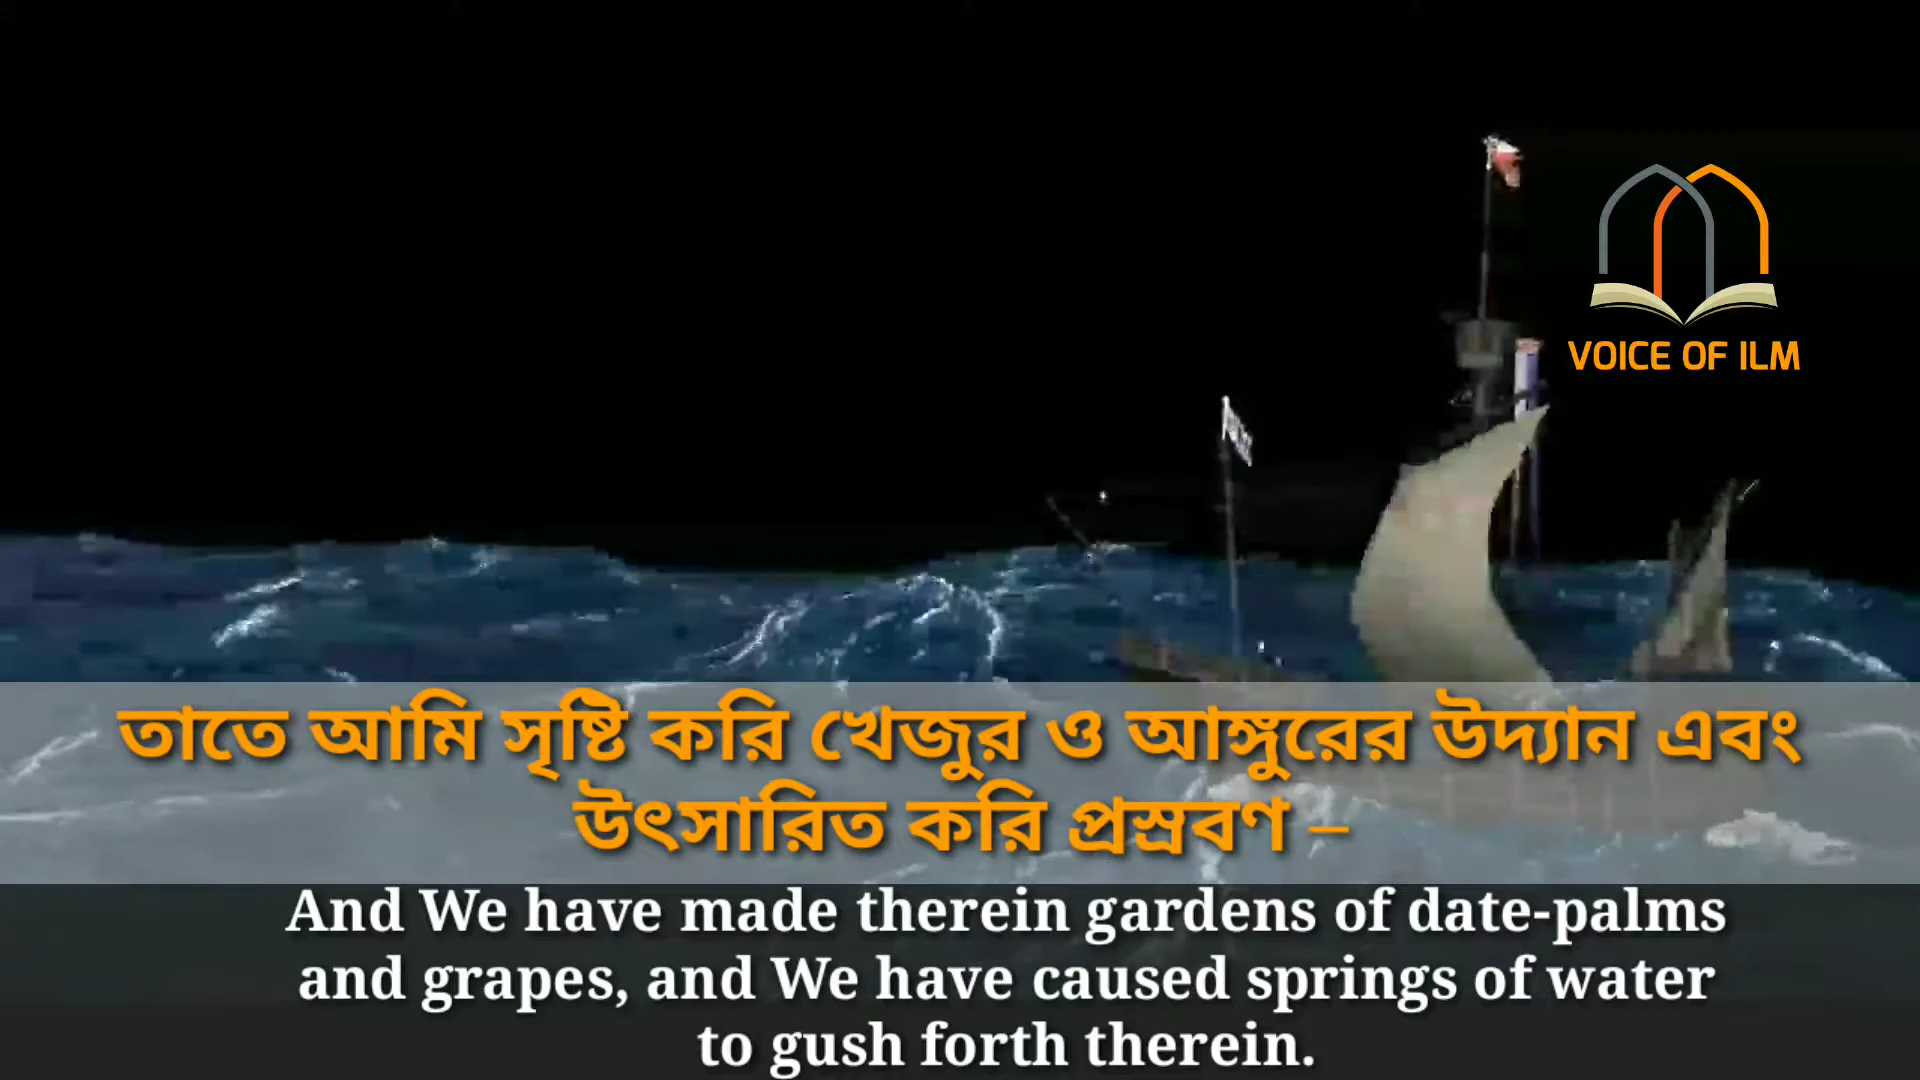 VOICE OF ILM
তাতে আমি সৃষ্টি করি খেজুর ও আঙ্গুরের উদ্যান এবং
উৎসারিত করি প্রস্রবণ –
And We have made therein gardens of date-palms
and grapes, and We have caused springs of water
to gush forth therein.